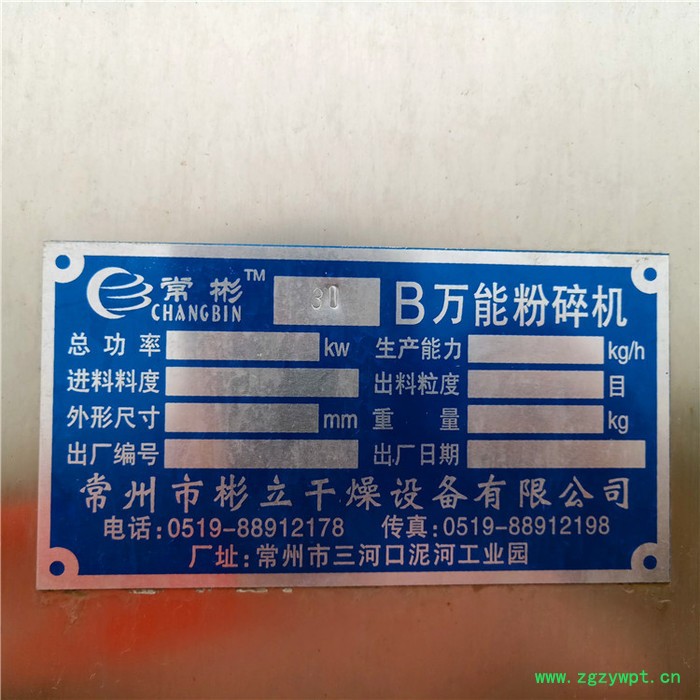 常彬™ 30 B万能粉碎机
CHANGBIN
总功率 kw 生产能力 kg/h
进料料度 出料粒度 目
外形尺寸 mm 重量 kg
出厂编号 出厂日期
常州市彬立干燥设备有限公司
电话:0519-88912178 传真:0519-88912198
厂址:常州市三河口泥河工业园
www.zgzywpt.cn